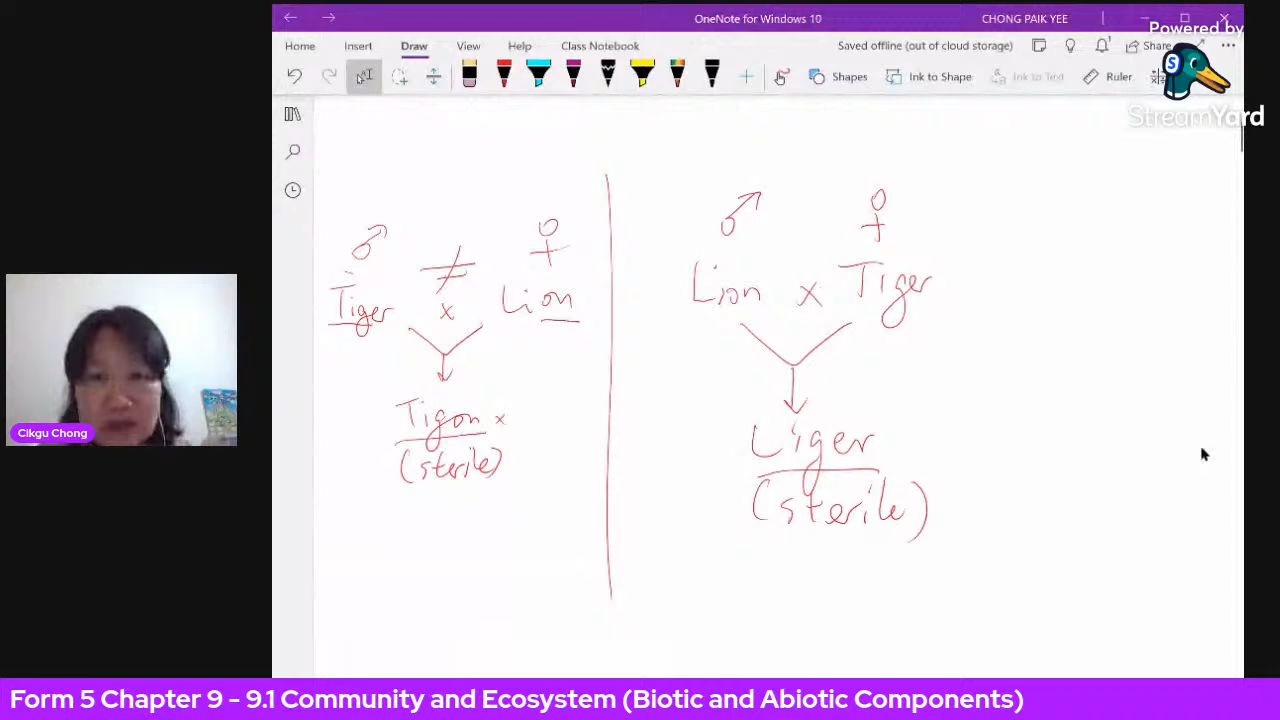 OneNote for Windows 10
CHONG PAIK YEE
Powered by
StreamYard
Home Insert Draw View Help Class Notebook
Saved offline (out of cloud storage)
Share
Shapes
Ink to Shape
Ink to Text
Ruler
♂ ♀
Tiger ≠ x Lion
Tigon x
(sterile)
♂ ♀
Lion x Tiger
Liger
(sterile)
Cikgu Chong
Form 5 Chapter 9 - 9.1 Community and Ecosystem (Biotic and Abiotic Components)